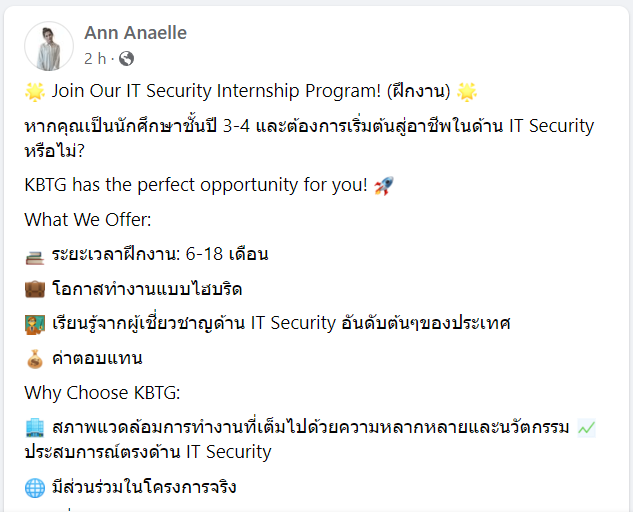 Ann Anaelle
2 h ·
🌟 Join Our IT Security Internship Program! (ฝึกงาน) 🌟
หากคุณเป็นนักศึกษาชั้นปี 3-4 และต้องการเริ่มต้นสู่อาชีพในด้าน IT Security
หรือไม่?
KBTG has the perfect opportunity for you! 🚀
What We Offer:
📚 ระยะเวลาฝึกงาน: 6-18 เดือน
💼 โอกาสทำงานแบบไฮบริด
👩‍🏫 เรียนรู้จากผู้เชี่ยวชาญด้าน IT Security อันดับต้นๆของประเทศ
💰 ค่าตอบแทน
Why Choose KBTG:
🏢 สภาพแวดล้อมการทำงานที่เต็มไปด้วยความหลากหลายและนวัตกรรม 📈
ประสบการณ์ตรงด้าน IT Security
🌐 มีส่วนร่วมในโครงการจริง